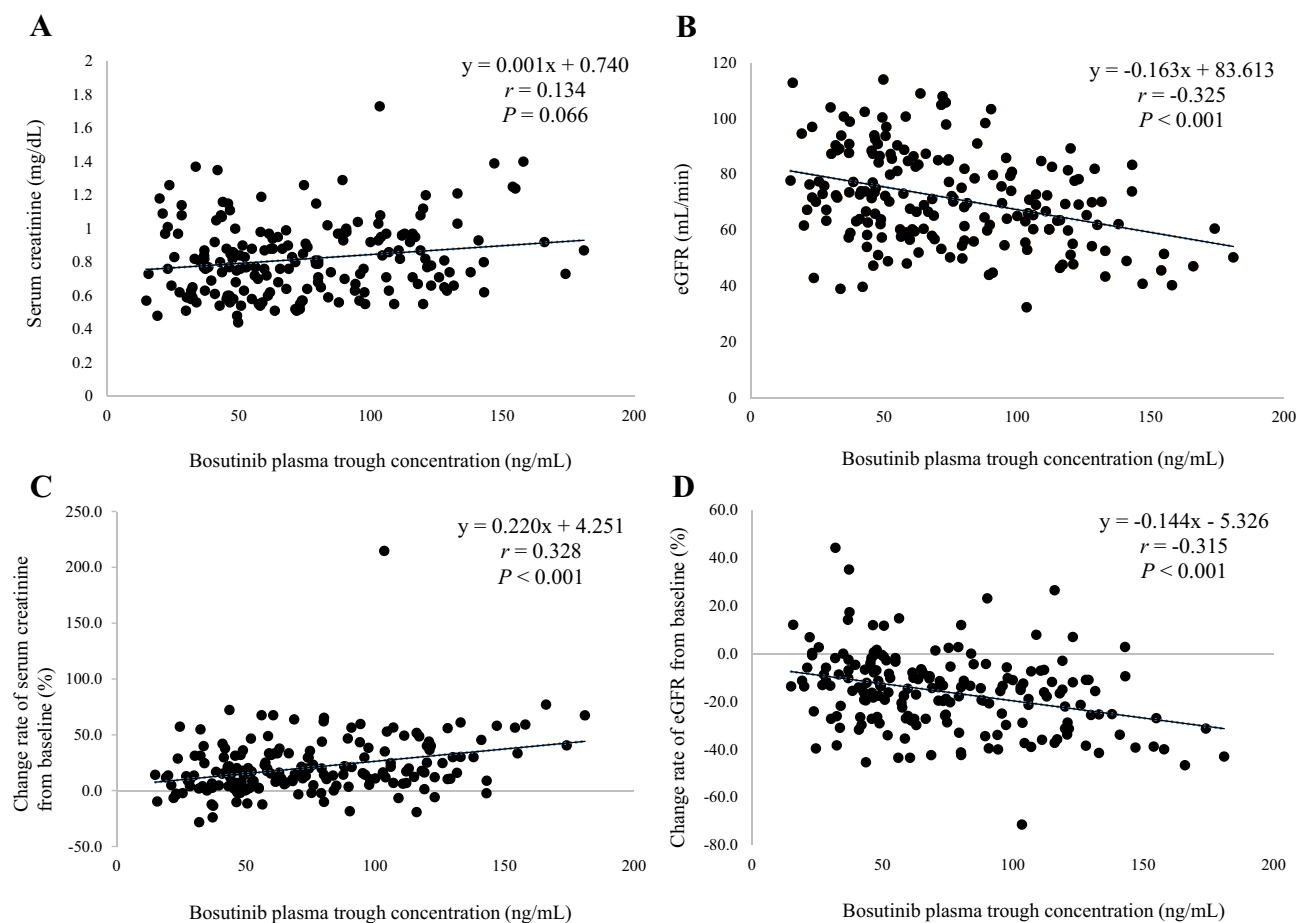 A
y = 0.001x + 0.740
r = 0.134
P = 0.066
Serum creatinine (mg/dL)
2
1.8
1.6
1.4
1.2
1
0.8
0.6
0.4
0.2
0
0 50 100 150 200
Bosutinib plasma trough concentration (ng/mL)
B
y = -0.163x + 83.613
r = -0.325
P < 0.001
eGFR (mL/min)
120
100
80
60
40
20
0
0 50 100 150 200
Bosutinib plasma trough concentration (ng/mL)
C
y = 0.220x + 4.251
r = 0.328
P < 0.001
Change rate of serum creatinine
from baseline (%)
250.0
200.0
150.0
100.0
50.0
0.0
-50.0
0 50 100 150 200
Bosutinib plasma trough concentration (ng/mL)
D
y = -0.144x - 5.326
r = -0.315
P < 0.001
Change rate of eGFR from baseline (%)
60.0
40.0
20.0
0.0
-20.0
-40.0
-60.0
-80.0
0 50 100 150 200
Bosutinib plasma trough concentration (ng/mL)